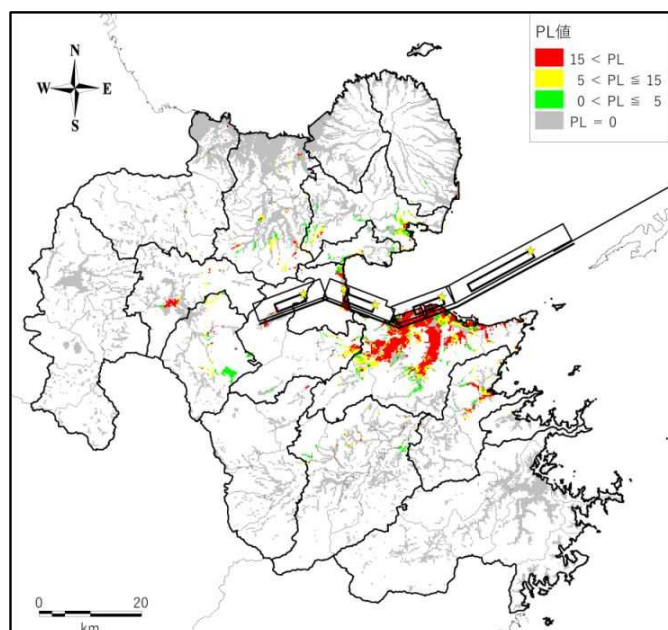 PL値
15 < PL
5 < PL ≦ 15
0 < PL ≦ 5
PL = 0
N
W E
S
0 20
km